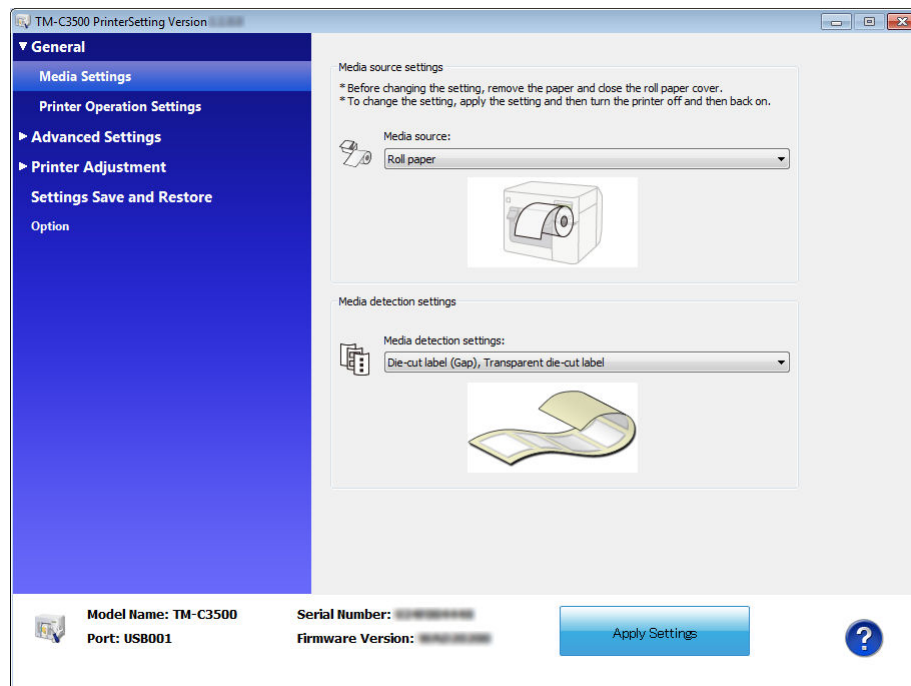 TM-C3500 PrinterSetting Version
General
Media Settings
Printer Operation Settings
Advanced Settings
Printer Adjustment
Settings Save and Restore
Option
Media source settings
* Before changing the setting, remove the paper and close the roll paper cover.
* To change the setting, apply the setting and then turn the printer off and then back on.
Media source:
Roll paper
Media detection settings
Media detection settings:
Die-cut label (Gap), Transparent die-cut label
Model Name: TM-C3500
Port: USB001
Serial Number:
Firmware Version:
Apply Settings
?